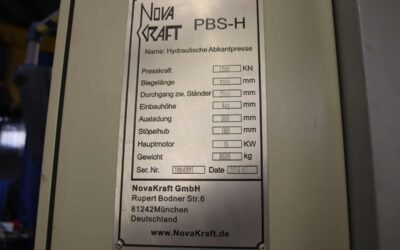 NOVA
KRAFT
PBS-H
Name: Hydraulische Abkantpresse
Presskraft KN
Biegelänge mm
Durchgang zw. Ständer mm
Einbauhöhe mm
Ausladung mm
Stöpelhub mm
Hauptmotor KW
Gewicht kg
Ser. Nr. Date
NovaKraft GmbH
Rupert Bodner Str.6
81242München
Deutschland
www.NovaKraft.de